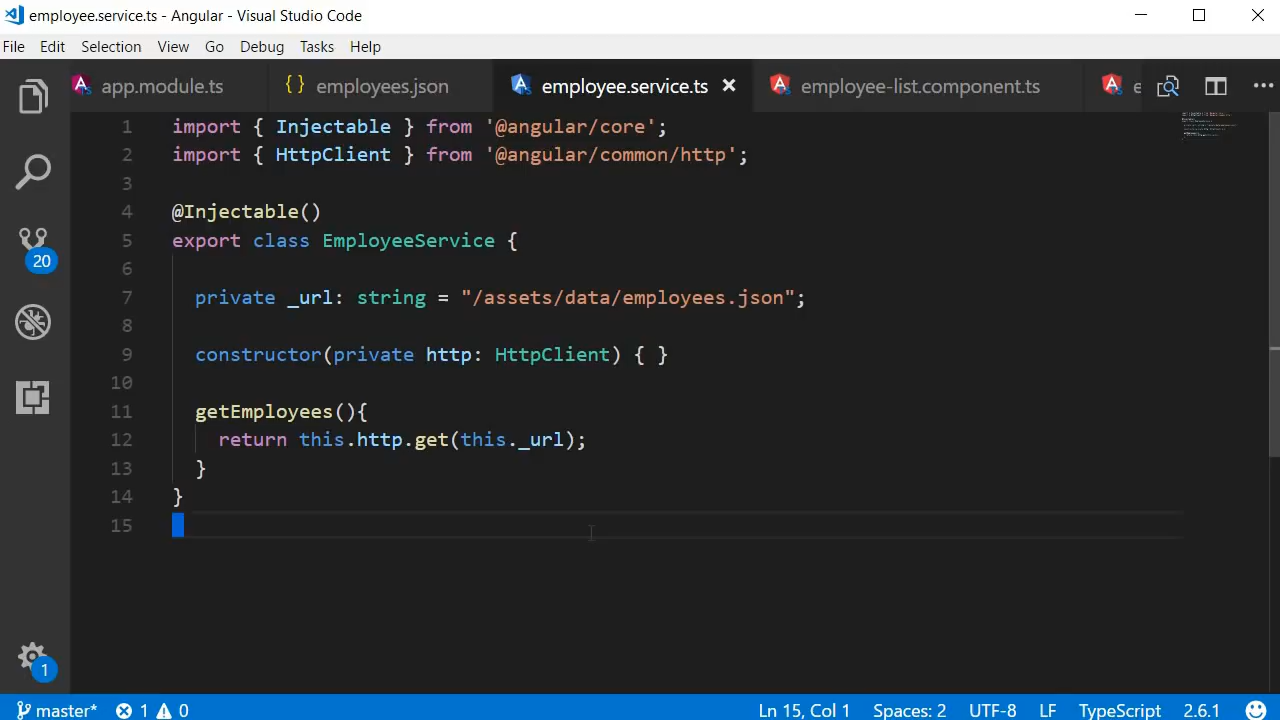 employee.service.ts - Angular - Visual Studio Code
File Edit Selection View Go Debug Tasks Help
app.module.ts {} employees.json employee.service.ts × employee-list.component.ts e ...
1 import { Injectable } from '@angular/core';
2 import { HttpClient } from '@angular/common/http';
3
4 @Injectable()
5 export class EmployeeService {
6
7 private _url: string = "/assets/data/employees.json";
8
9 constructor(private http: HttpClient) { }
10
11 getEmployees(){
12 return this.http.get(this._url);
13 }
14 }
15
20
1
master* 1 0 Ln 15, Col 1 Spaces: 2 UTF-8 LF TypeScript 2.6.1